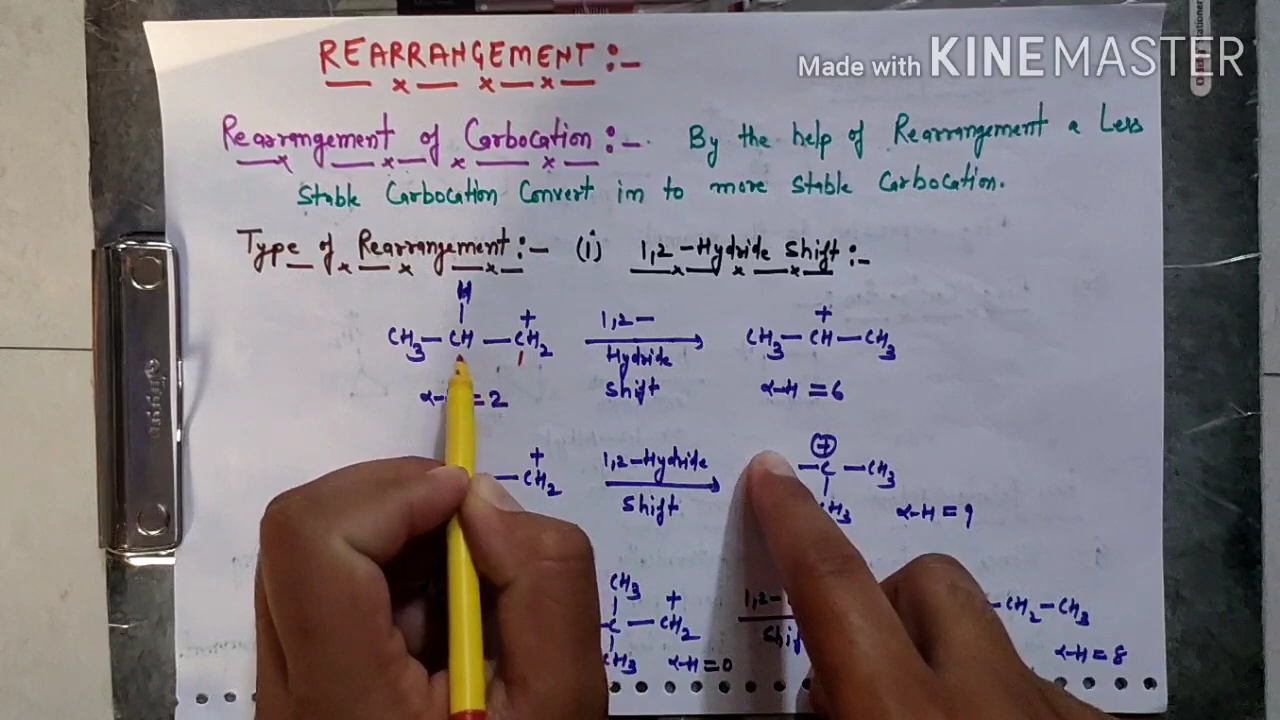 Made with KINEMASTER
REARRANGEMENT :-
Rearrangement of Carbocation :- By the help of Rearrangement a Less
Stable Carbocation Convert im to more stable Carbocation.
Type of Rearrangement :- (i) 1,2-Hydride Shift :-
H
CH3 - CH - CH2 + 1,2- Hydride Shift CH3 - CH - CH3 +
= 2 α-H = 6
- CH2 + 1,2-Hydride Shift ⊕ - C - CH3
CH3 α-H = 9
CH3
C - CH2 + - CH2 - CH3
CH3 α-H = 0 α-H = 8